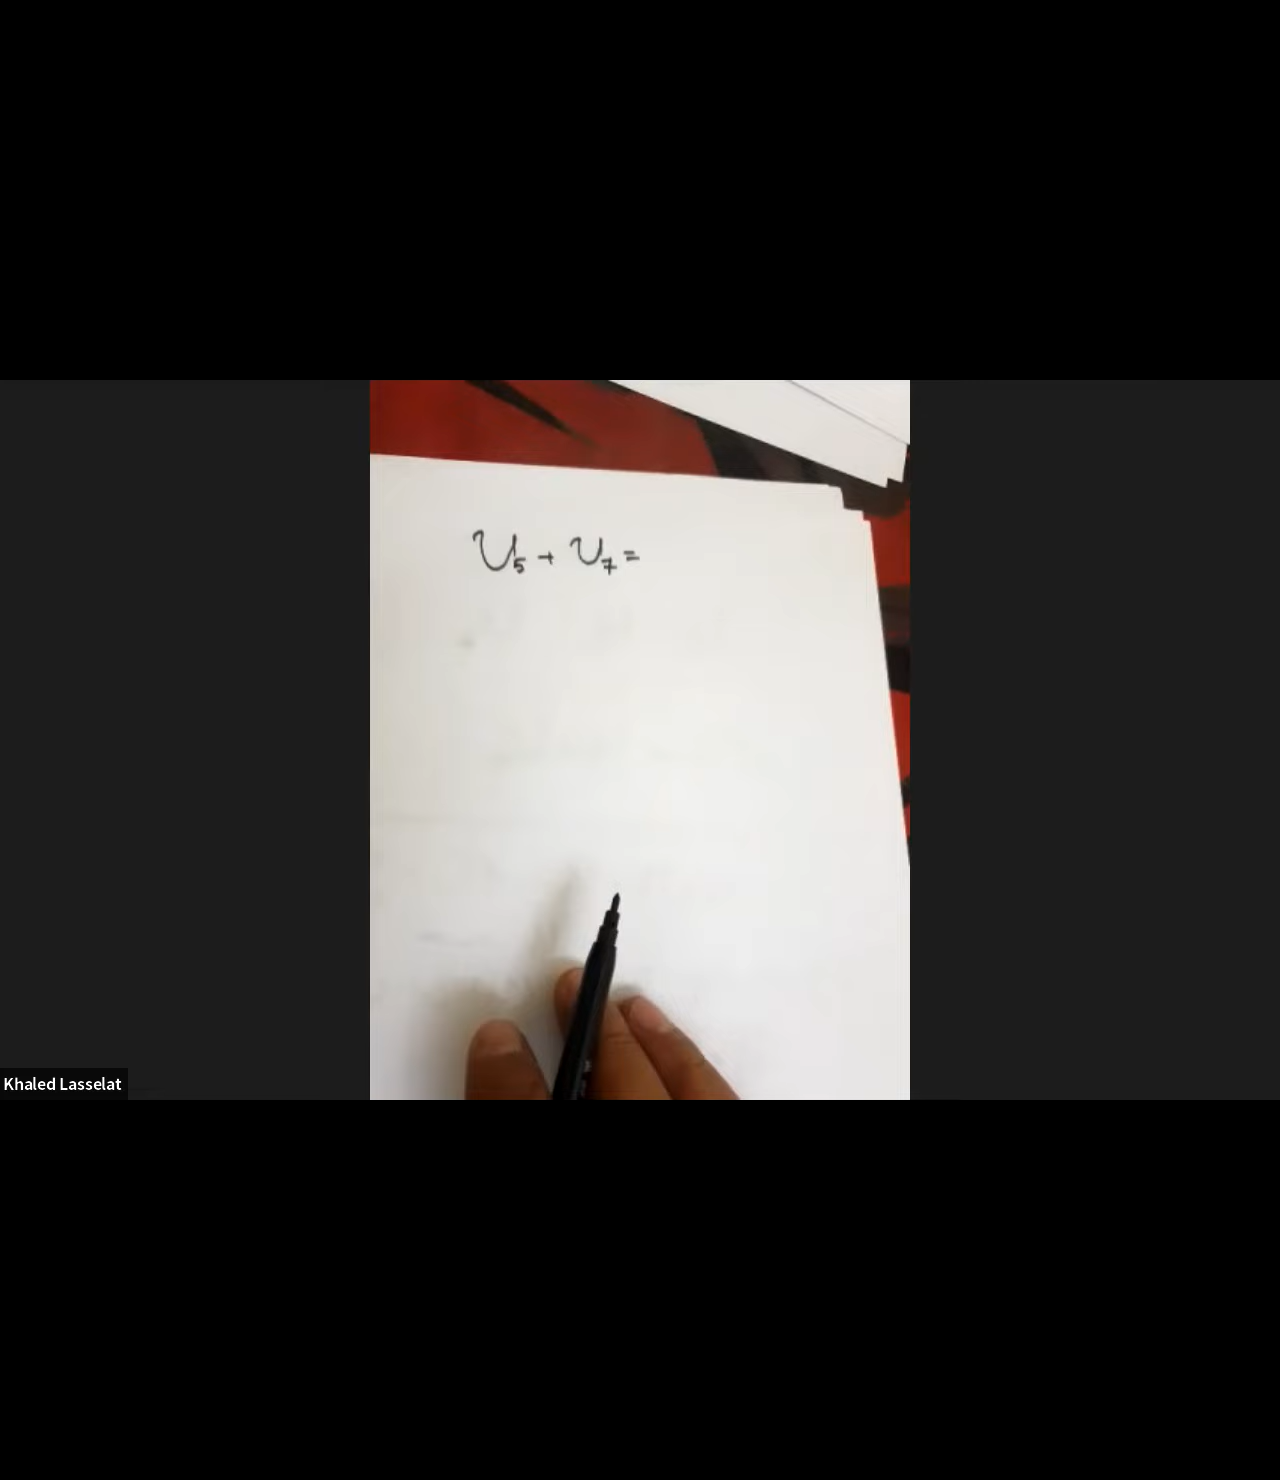 U₅ + U₇ =
Khaled Lasselat